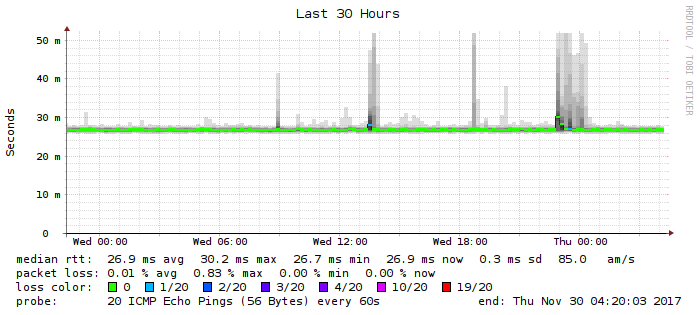 Last 30 Hours
RRDTOOL / TOBI OETIKER
Seconds
50 m
40 m
30 m
20 m
10 m
0
Wed 00:00 Wed 06:00 Wed 12:00 Wed 18:00 Thu 00:00
median rtt: 26.9 ms avg 30.2 ms max 26.7 ms min 26.9 ms now 0.3 ms sd 85.0 am/s
packet loss: 0.01 % avg 0.83 % max 0.00 % min 0.00 % now
loss color: 0 1/20 2/20 3/20 4/20 10/20 19/20
probe: 20 ICMP Echo Pings (56 Bytes) every 60s end: Thu Nov 30 04:20:03 2017